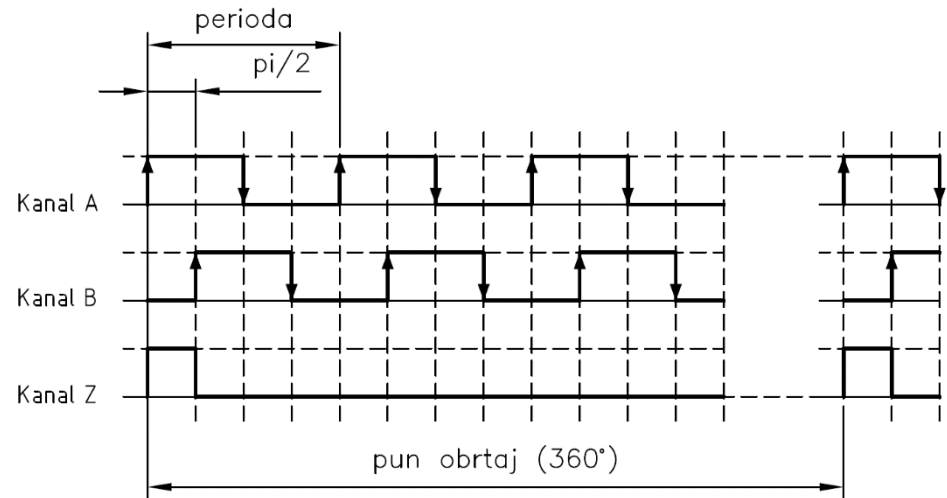 perioda
pi/2
Kanal A
Kanal B
Kanal Z
pun obrtaj (360°)